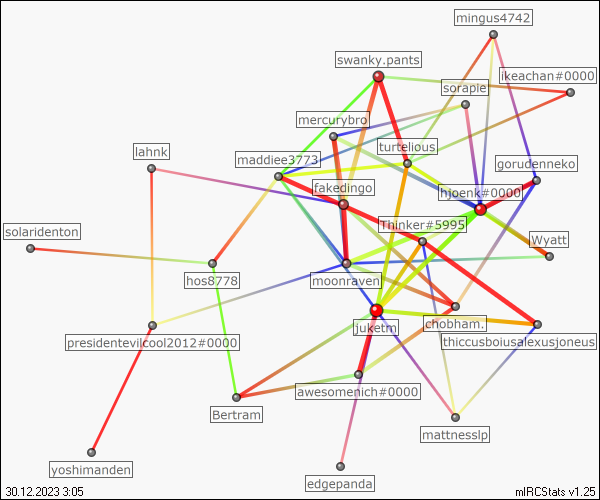 mingus4742
swanky.pants
ikeachan#0000
sorapie
mercurybro
turtelious
lahnk
maddiee3773
gorudenneko
fakedingo
hjoenk#0000
solaridenton
Thinker#5995
Wyatt
hos8778
moonraven
juketm
chobham.
presidentevilcool2012#0000
thiccusboiusalexusjoneus
awesomenich#0000
Bertram
mattnesslp
yoshimanden
edgepanda
30.12.2023 3:05
mIRCStats v1.25